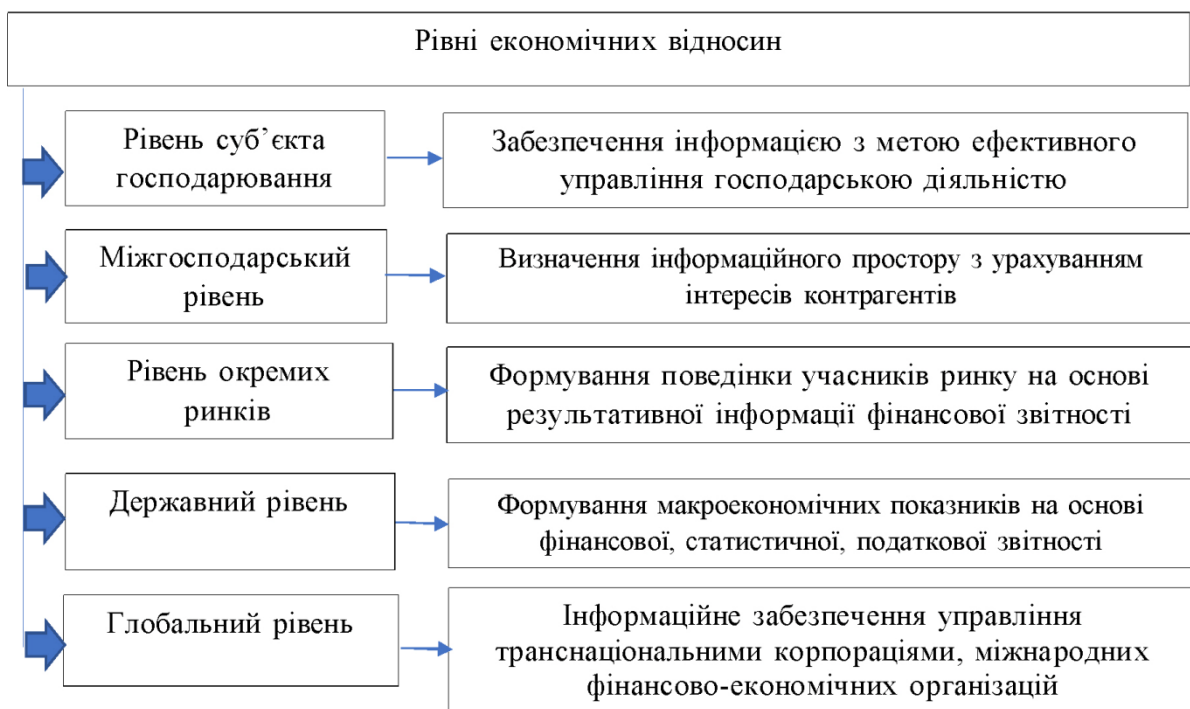 Рівні економічних відносин
Рівень суб’єкта
господарювання
Забезпечення інформацією з метою ефективного
управління господарською діяльністю
Міжгосподарський
рівень
Визначення інформаційного простору з урахуванням
інтересів контрагентів
Рівень окремих
ринків
Формування поведінки учасників ринку на основі
результативної інформації фінансової звітності
Державний рівень
Формування макроекономічних показників на основі
фінансової, статистичної, податкової звітності
Глобальний рівень
Інформаційне забезпечення управління
транснаціональними корпораціями, міжнародних
фінансово-економічних організацій